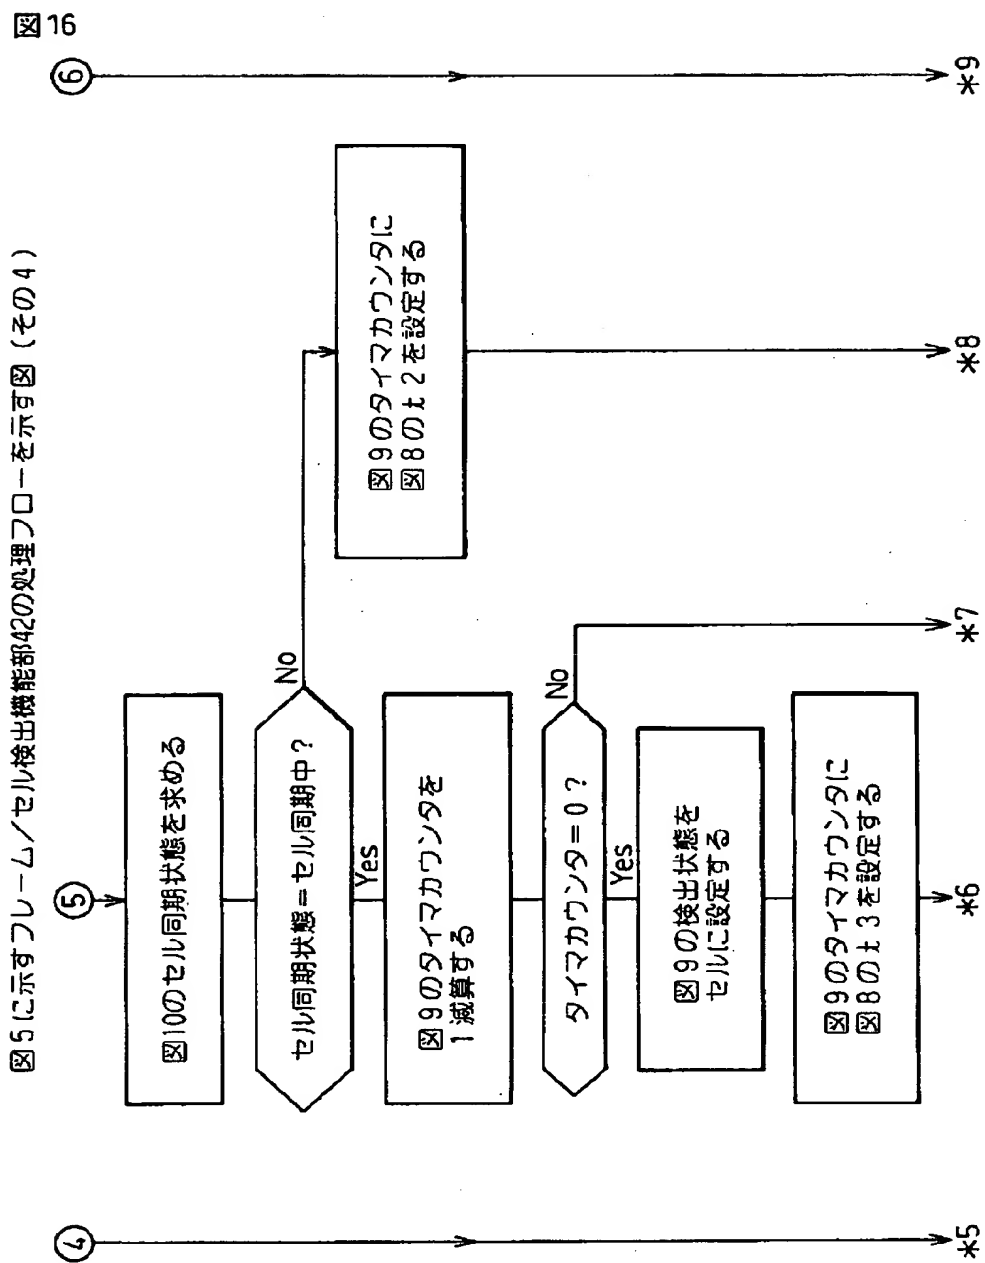 図16
図5に示すフレーム/セル検出機能部42の処理フローを示す図(その4)
④
⑤
⑥
図10のセル同期状態を求める
セル同期状態=セル同期中?
No
Yes
図9のタイマカウンタに
図8のt2を設定する
図9のタイマカウンタを
1減算する
タイマカウンタ=0?
No
Yes
図9の検出状態を
セルに設定する
図9のタイマカウンタに
図8のt3を設定する
*5
*6
*7
*8
*9